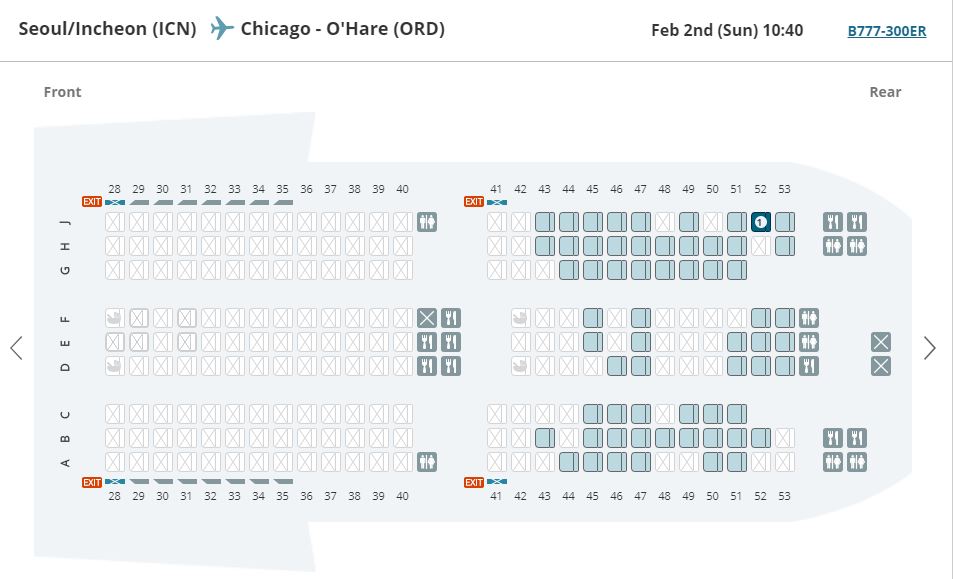 Seoul/Incheon (ICN) Chicago - O'Hare (ORD) Feb 2nd (Sun) 10:40 B777-300ER
Front Rear
28 29 30 31 32 33 34 35 36 37 38 39 40 41 42 43 44 45 46 47 48 49 50 51 52 53
EXIT EXIT
J 1
H
G
F
E
D
C
B
A
EXIT EXIT
28 29 30 31 32 33 34 35 36 37 38 39 40 41 42 43 44 45 46 47 48 49 50 51 52 53